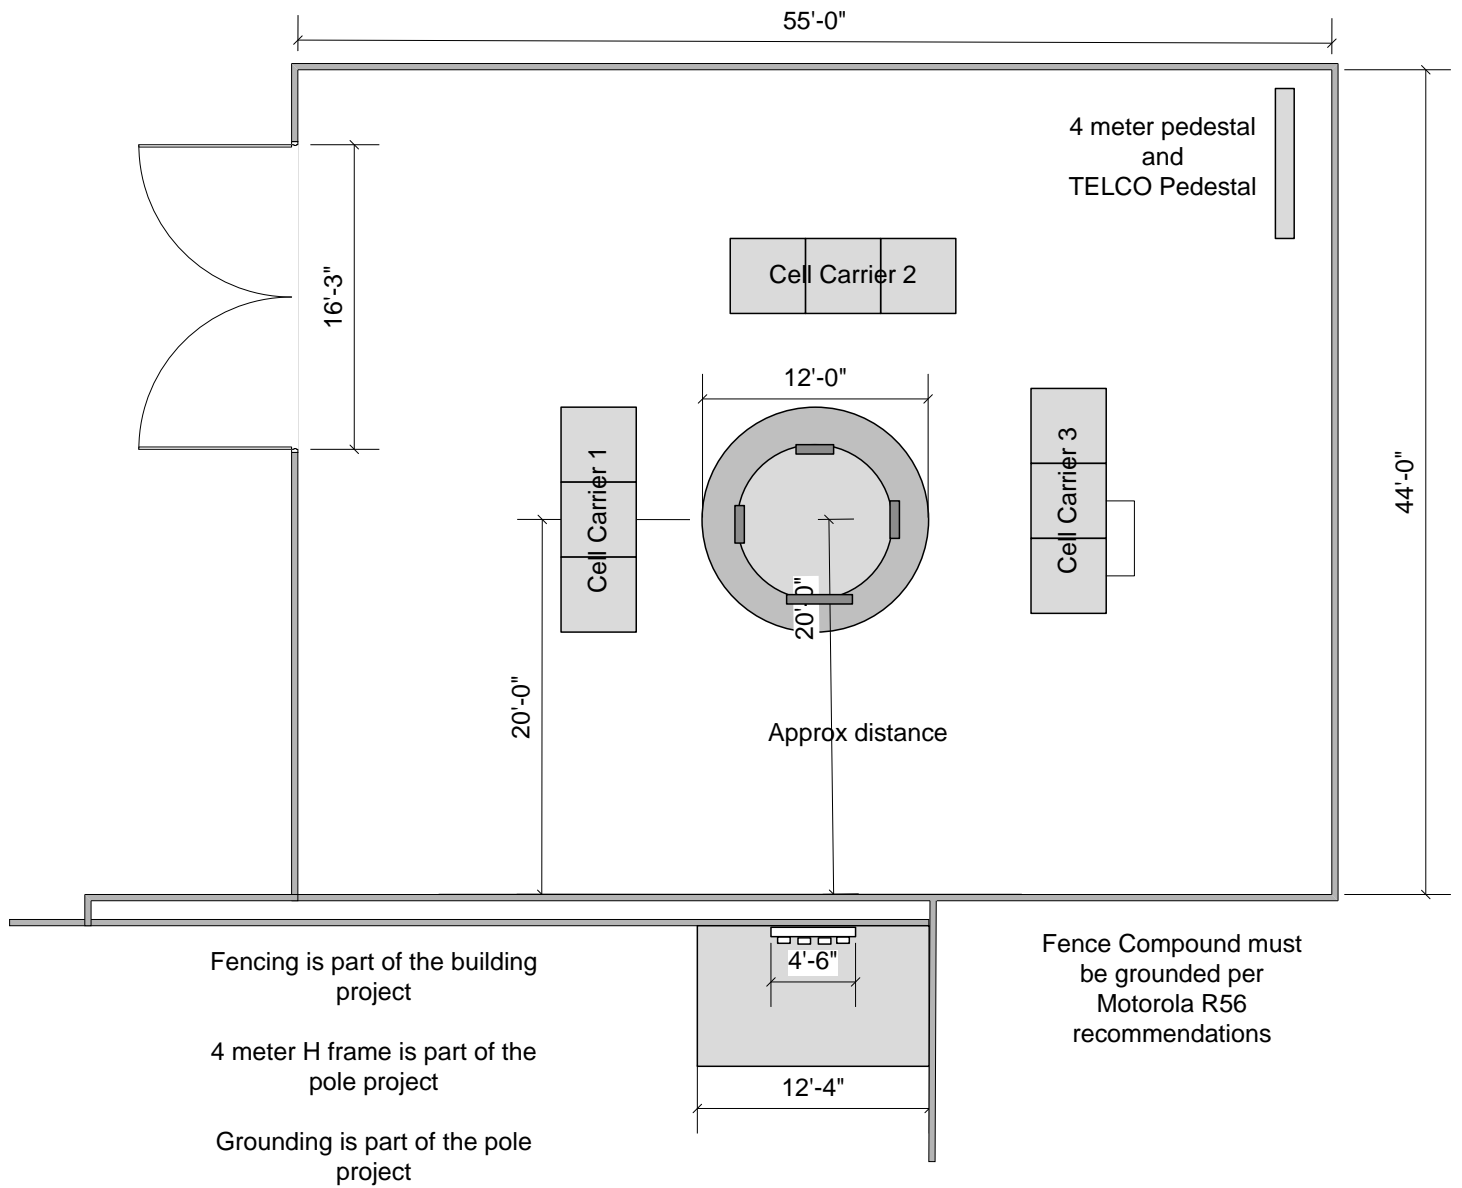 55'-0"
4 meter pedestal
and
TELCO Pedestal
16'-3"
Cell Carrier 2
12'-0"
Cell Carrier 1
Cell Carrier 3
44'-0"
20'-0"
20'-0"
Approx distance
Fencing is part of the building
project
4 meter H frame is part of the
pole project
Grounding is part of the pole
project
4'-6"
12'-4"
Fence Compound must
be grounded per
Motorola R56
recommendations